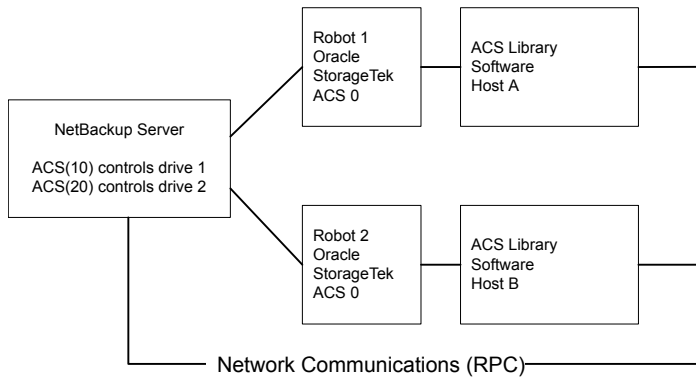 Robot 1
Oracle
StorageTek
ACS 0
ACS Library
Software
Host A
NetBackup Server
ACS(10) controls drive 1
ACS(20) controls drive 2
Robot 2
Oracle
StorageTek
ACS 0
ACS Library
Software
Host B
Network Communications (RPC)